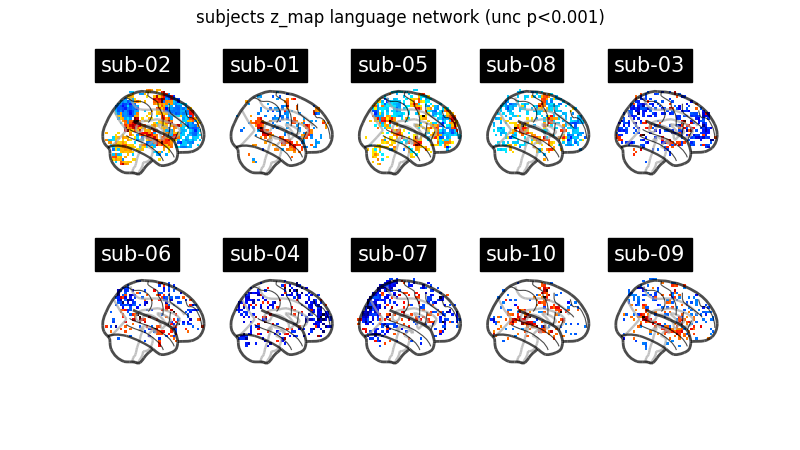 subjects z_map language network (unc p<0.001)
sub-02 sub-01 sub-05 sub-08 sub-03
sub-06 sub-04 sub-07 sub-10 sub-09